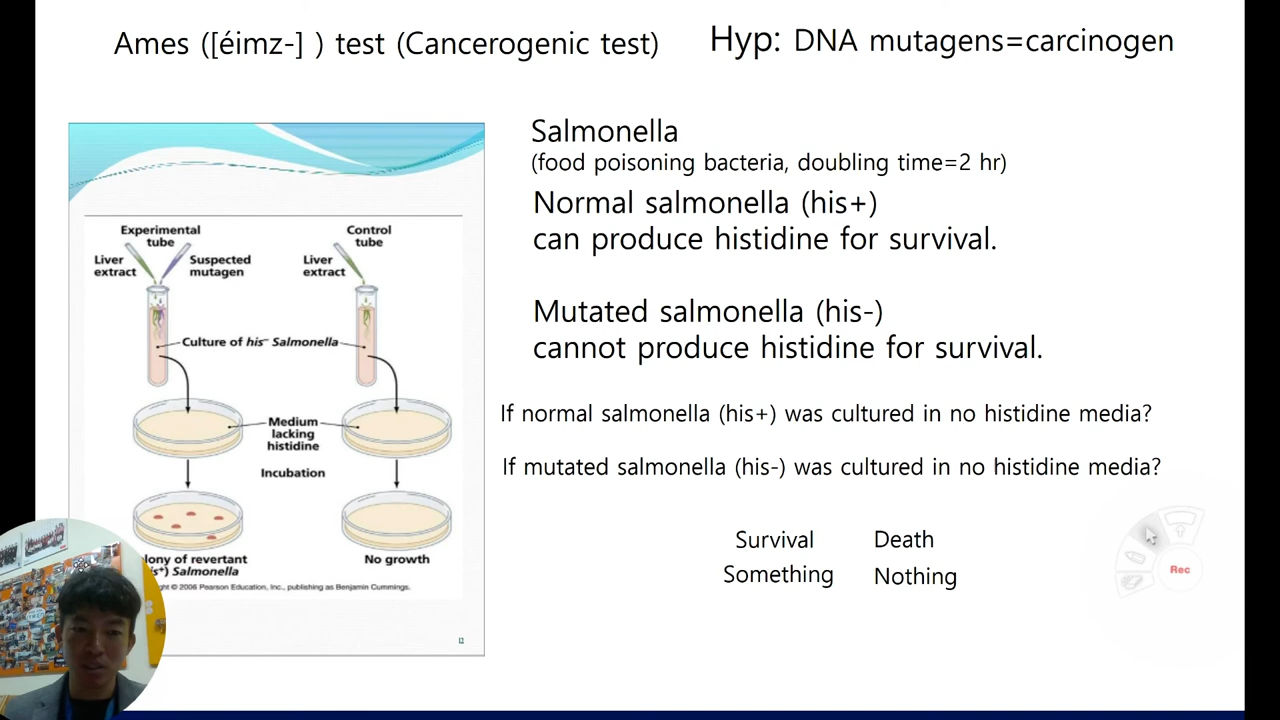 Ames ([éimz-] ) test (Cancerogenic test)
Hyp: DNA mutagens=carcinogen
Experimental
tube
Liver
extract
Suspected
mutagen
Control
tube
Liver
extract
Culture of his⁻ Salmonella
Medium
lacking
histidine
Incubation
of revertant
Salmonella
No growth
2006 Pearson Education, Inc., publishing as Benjamin Cummings.
12
Salmonella
(food poisoning bacteria, doubling time=2 hr)
Normal salmonella (his+)
can produce histidine for survival.
Mutated salmonella (his-)
cannot produce histidine for survival.
If normal salmonella (his+) was cultured in no histidine media?
If mutated salmonella (his-) was cultured in no histidine media?
Survival
Death
Something
Nothing
Rec